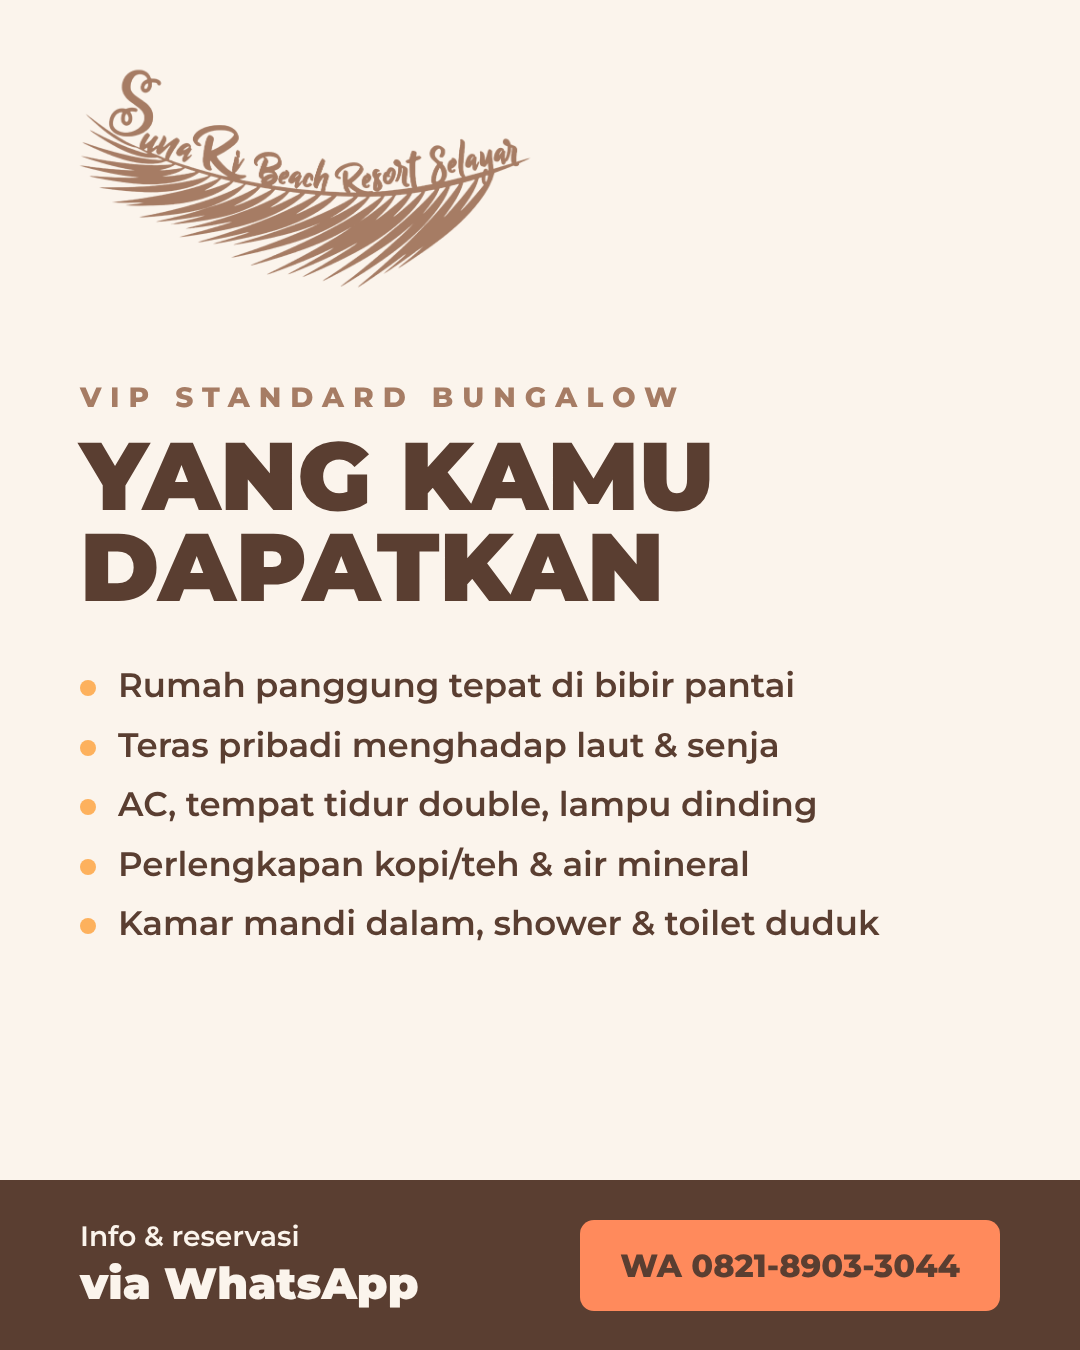 SunaRi Beach Resort Selayar
VIP STANDARD BUNGALOW
YANG KAMU
DAPATKAN
Rumah panggung tepat di bibir pantai
Teras pribadi menghadap laut & senja
AC, tempat tidur double, lampu dinding
Perlengkapan kopi/teh & air mineral
Kamar mandi dalam, shower & toilet duduk
Info & reservasi
via WhatsApp
WA 0821-8903-3044